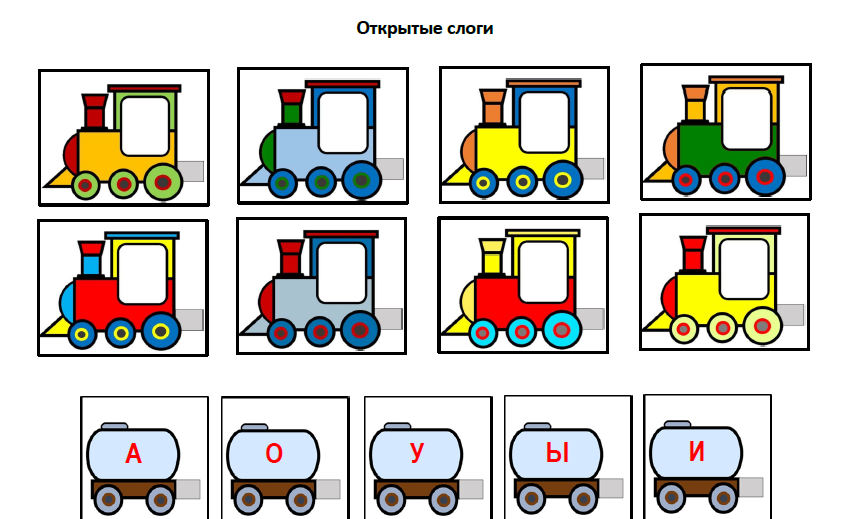 Открытые слоги
А О У Ы И